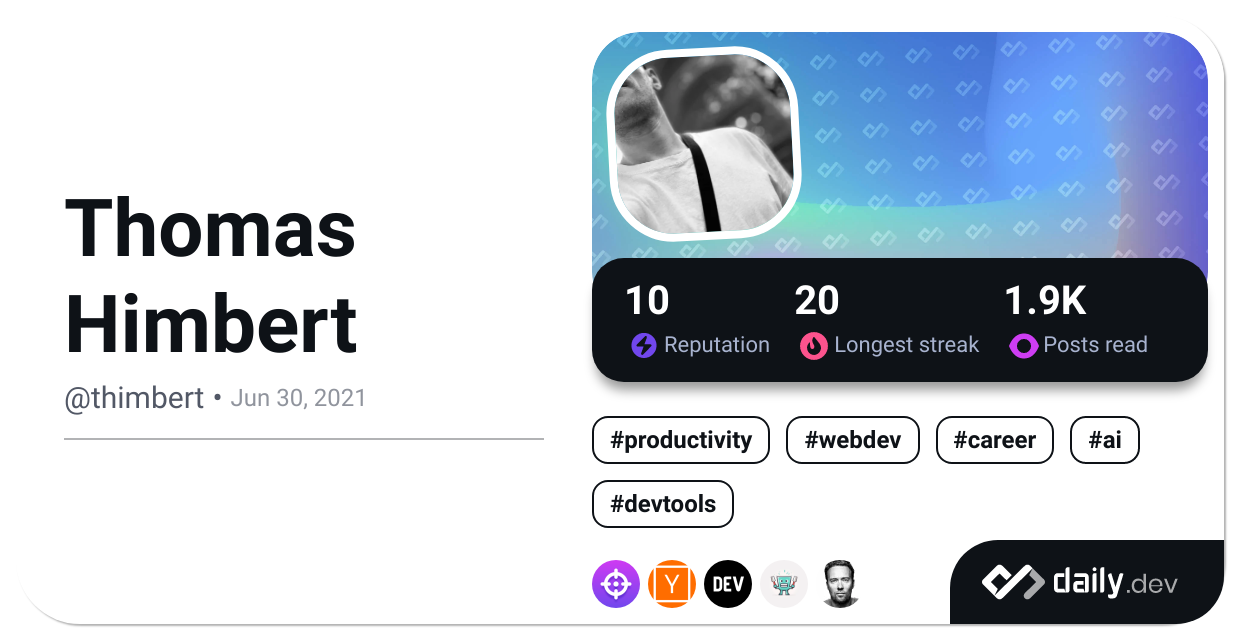 Thomas
Himbert
@thimbert • Jun 30, 2021
10 20 1.9K
Reputation Longest streak Posts read
#productivity #webdev #career #ai
#devtools
Y DEV
daily.dev